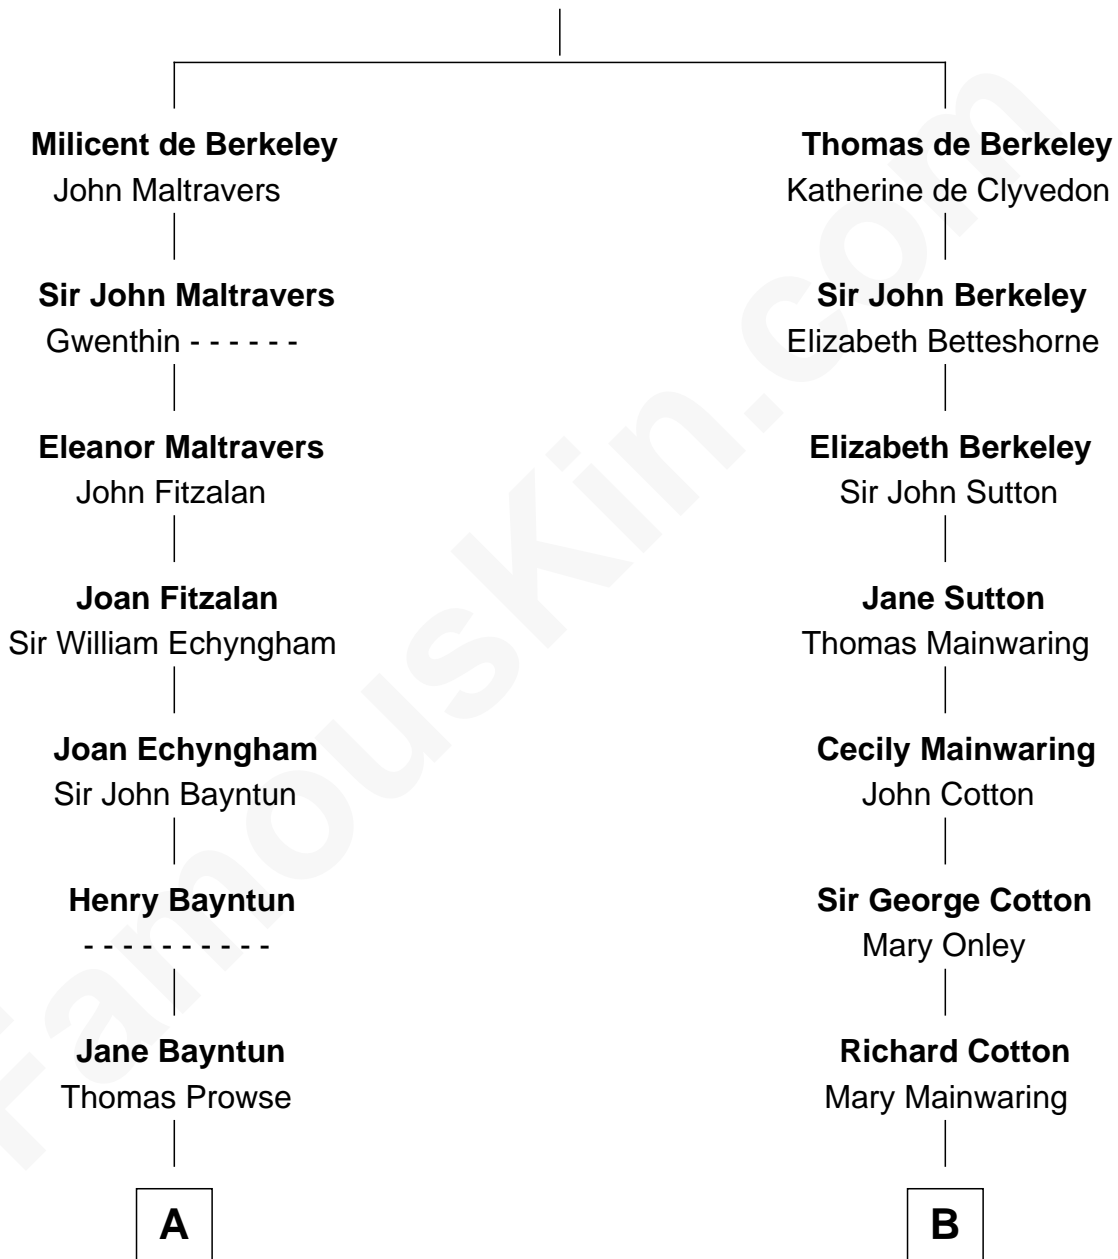 Milicent de Berkeley
John Maltravers
Sir John Maltravers
Gwenthin - - - - - -
Eleanor Maltravers
John Fitzalan
Joan Fitzalan
Sir William Echyngham
Joan Echyngham
Sir John Bayntun
Henry Bayntun
- - - - - - - - - -
Jane Bayntun
Thomas Prowse
A
Thomas de Berkeley
Katherine de Clyvedon
Sir John Berkeley
Elizabeth Betteshorne
Elizabeth Berkeley
Sir John Sutton
Jane Sutton
Thomas Mainwaring
Cecily Mainwaring
John Cotton
Sir George Cotton
Mary Onley
Richard Cotton
Mary Mainwaring
B
FamousKin.com